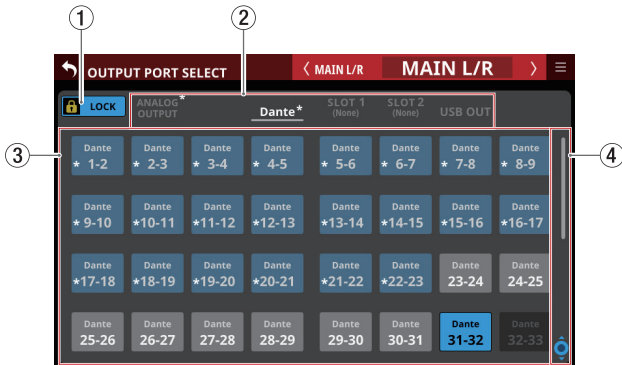 1
2
OUTPUT PORT SELECT
< MAIN L/R
MAIN L/R
>
LOCK
ANALOG OUTPUT *
Dante*
SLOT 1 (None)
SLOT 2 (None)
USB OUT
3
4
Dante * 1-2
Dante * 2-3
Dante * 3-4
Dante * 4-5
Dante * 5-6
Dante * 6-7
Dante * 7-8
Dante * 8-9
Dante * 9-10
Dante *10-11
Dante *11-12
Dante *12-13
Dante *13-14
Dante *14-15
Dante *15-16
Dante *16-17
Dante *17-18
Dante *18-19
Dante *19-20
Dante *20-21
Dante *21-22
Dante *22-23
Dante 23-24
Dante 24-25
Dante 25-26
Dante 26-27
Dante 27-28
Dante 28-29
Dante 29-30
Dante 30-31
Dante 31-32
Dante 32-33